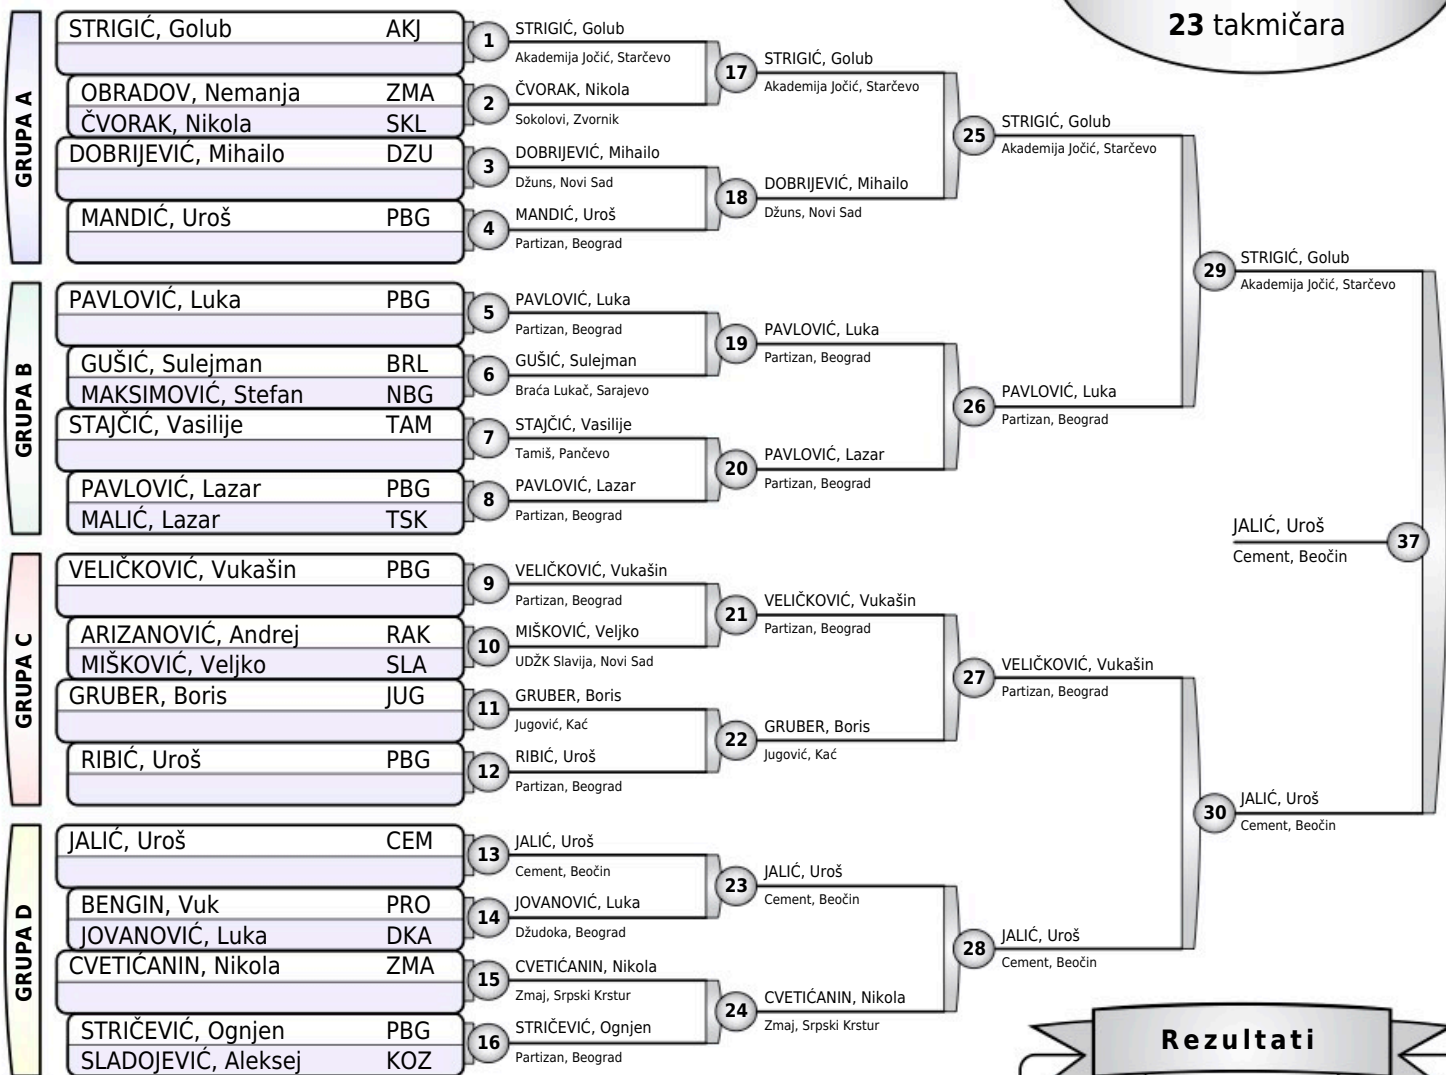 23 takmičara
GRUPA A
STRIGIĆ, Golub AKJ
OBRADOV, Nemanja ZMA
ČVORAK, Nikola SKL
DOBRIJEVIĆ, Mihailo DZU
MANDIĆ, Uroš PBG
GRUPA B
PAVLOVIĆ, Luka PBG
GUŠIĆ, Sulejman BRL
MAKSIMOVIĆ, Stefan NBG
STAJČIĆ, Vasilije TAM
PAVLOVIĆ, Lazar PBG
MALIĆ, Lazar TSK
GRUPA C
VELIČKOVIĆ, Vukašin PBG
ARIZANOVIĆ, Andrej RAK
MIŠKOVIĆ, Veljko SLA
GRUBER, Boris JUG
RIBIĆ, Uroš PBG
GRUPA D
JALIĆ, Uroš CEM
BENGIN, Vuk PRO
JOVANOVIĆ, Luka DKA
CVETIĆANIN, Nikola ZMA
STRIČEVIĆ, Ognjen PBG
SLADOJEVIĆ, Aleksej KOZ
1 STRIGIĆ, Golub
Akademija Jočić, Starčevo
2 ČVORAK, Nikola
Sokolovi, Zvornik
3 DOBRIJEVIĆ, Mihailo
Džuns, Novi Sad
4 MANDIĆ, Uroš
Partizan, Beograd
5 PAVLOVIĆ, Luka
Partizan, Beograd
6 GUŠIĆ, Sulejman
Braća Lukač, Sarajevo
7 STAJČIĆ, Vasilije
Tamiš, Pančevo
8 PAVLOVIĆ, Lazar
Partizan, Beograd
9 VELIČKOVIĆ, Vukašin
Partizan, Beograd
10 MIŠKOVIĆ, Veljko
UDŽK Slavija, Novi Sad
11 GRUBER, Boris
Jugović, Kać
12 RIBIĆ, Uroš
Partizan, Beograd
13 JALIĆ, Uroš
Cement, Beočin
14 JOVANOVIĆ, Luka
Džudoka, Beograd
15 CVETIĆANIN, Nikola
Zmaj, Srpski Krstur
16 STRIČEVIĆ, Ognjen
Partizan, Beograd
17 STRIGIĆ, Golub
Akademija Jočić, Starčevo
18 DOBRIJEVIĆ, Mihailo
Džuns, Novi Sad
19 PAVLOVIĆ, Luka
Partizan, Beograd
20 PAVLOVIĆ, Lazar
Partizan, Beograd
21 VELIČKOVIĆ, Vukašin
Partizan, Beograd
22 GRUBER, Boris
Jugović, Kać
23 JALIĆ, Uroš
Cement, Beočin
24 CVETIĆANIN, Nikola
Zmaj, Srpski Krstur
25 STRIGIĆ, Golub
Akademija Jočić, Starčevo
26 PAVLOVIĆ, Luka
Partizan, Beograd
27 VELIČKOVIĆ, Vukašin
Partizan, Beograd
28 JALIĆ, Uroš
Cement, Beočin
29 STRIGIĆ, Golub
Akademija Jočić, Starčevo
30 JALIĆ, Uroš
Cement, Beočin
JALIĆ, Uroš 37
Cement, Beočin
Rezultati